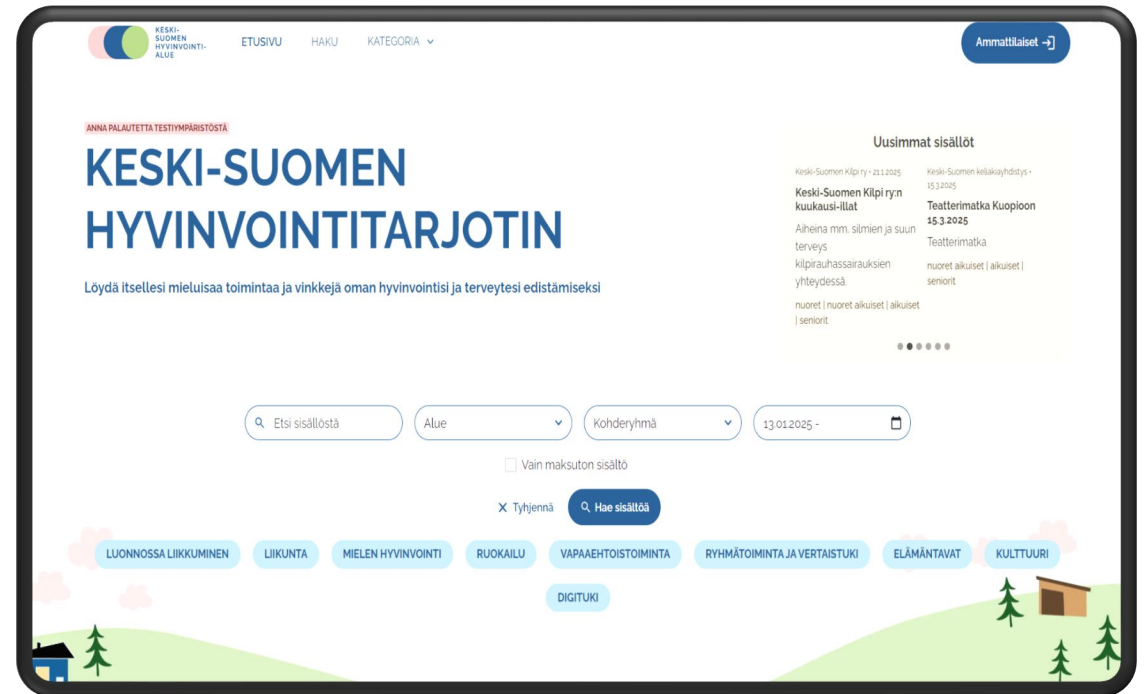 KESKI-
SUOMEN
HYVINVOINTI-
ALUE
ETUSIVU
HAKU
KATEGORIA
Ammattilaiset
ANNA PALAUTETTA TESTIYMPÄRISTÖSTÄ
KESKI-SUOMEN
HYVINVOINTITARJOTIN
Löydä itsellesi mieluisaa toimintaa ja vinkkejä oman hyvinvointisi ja terveytesi edistämiseksi
Uusimmat sisällöt
Keski-Suomen Kilpi ry • 21.1.2025
Keski-Suomen Kilpi ry:n
kuukausi-illat
Aiheina mm. silmien ja suun
terveys
kilpirauhassairauksien
yhteydessä.
nuoret | nuoret aikuiset | aikuiset
| seniorit
Keski-Suomen keliakiayhdistys •
15.3.2025
Teatterimatka Kuopioon
15.3.2025
Teatterimatka
nuoret aikuiset | aikuiset |
seniorit
Etsi sisällöstä
Alue
Kohderyhmä
13.01.2025 -
Vain maksuton sisältö
Tyhjennä
Hae sisältöä
LUONNOSSA LIIKKUMINEN
LIIKUNTA
MIELEN HYVINVOINTI
RUOKAILU
VAPAAEHTOISTOIMINTA
RYHMÄTOIMINTA JA VERTAISTUKI
ELÄMÄNTAVAT
KULTTUURI
DIGITUKI